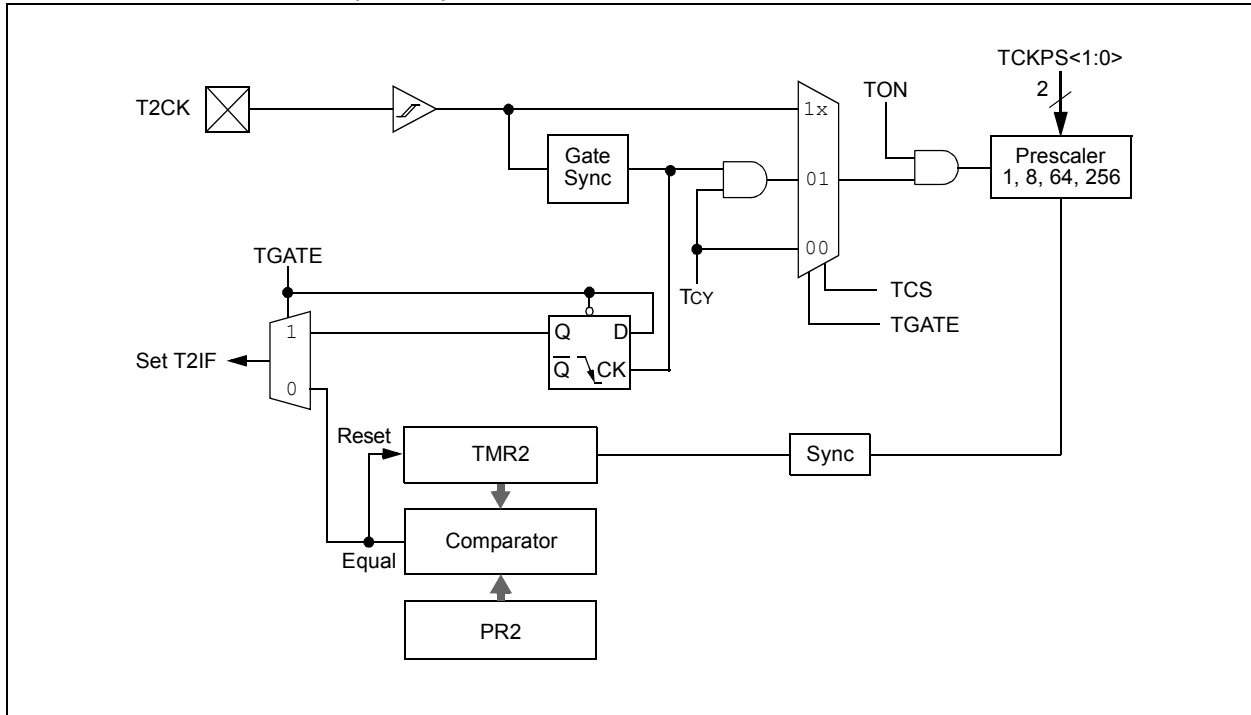 TCKPS<1:0>
2
T2CK
1x
TON
Gate
Sync
Prescaler
1, 8, 64, 256
01
00
TGATE
TCY
TCS
TGATE
1
Q
D
Set T2IF
Q
CK
0
Reset
TMR2
Sync
Equal
Comparator
PR2